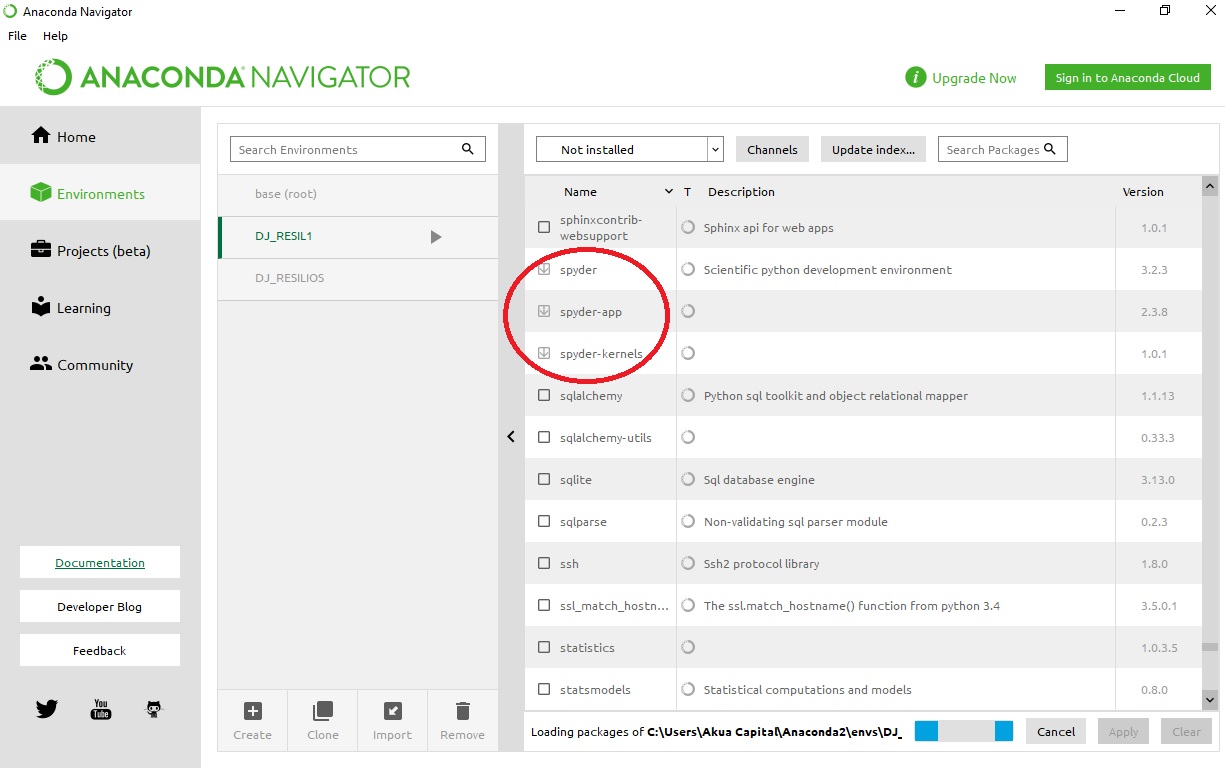 Anaconda Navigator
File Help
ANACONDA NAVIGATOR
i Upgrade Now
Sign in to Anaconda Cloud
Home
Environments
Projects (beta)
Learning
Community
Documentation
Developer Blog
Feedback
You Tube
Search Environments
base (root)
DJ_RESIL1
DJ_RESILIOS
Create Clone Import Remove
Not installed Channels Update index... Search Packages
Name T Description Version
sphinxcontrib-
websupport Sphinx api for web apps 1.0.1
spyder Scientific python development environment 3.2.3
spyder-app 2.3.8
spyder-kernels 1.0.1
sqlalchemy Python sql toolkit and object relational mapper 1.1.13
sqlalchemy-utils 0.33.3
sqlite Sql database engine 3.13.0
sqlparse Non-validating sql parser module 0.2.3
ssh Ssh2 protocol library 1.8.0
ssl_match_hostn... The ssl.match_hostname() function from python 3.4 3.5.0.1
statistics 1.0.3.5
statsmodels Statistical computations and models 0.8.0
Loading packages of C:\Users\Akua Capital\Anaconda2\envs\DJ_ Cancel Apply Clear